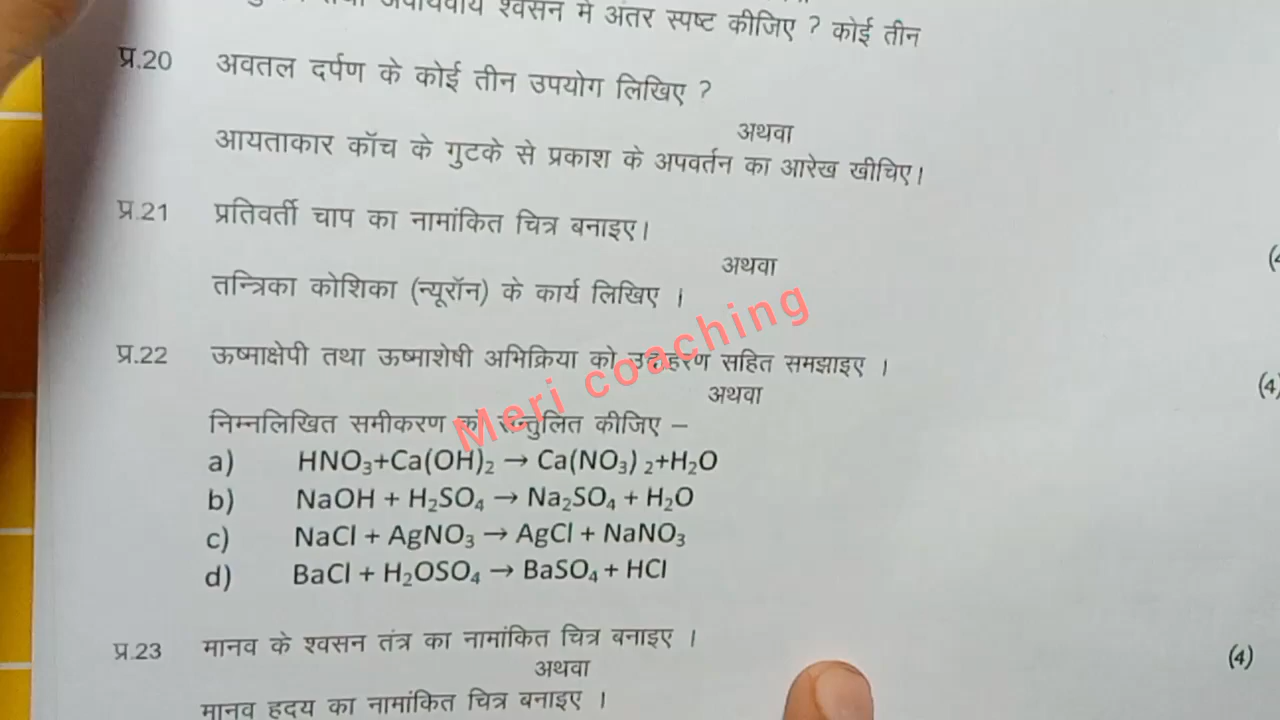 श्वसन में अंतर स्पष्ट कीजिए ? कोई तीन
प्र.20 अवतल दर्पण के कोई तीन उपयोग लिखिए ?
अथवा
आयताकार कॉच के गुटके से प्रकाश के अपवर्तन का आरेख खीचिए।
प्र.21 प्रतिवर्ती चाप का नामांकित चित्र बनाइए।
अथवा
तन्त्रिका कोशिका (न्यूरॉन) के कार्य लिखिए ।
प्र.22 ऊष्माक्षेपी तथा ऊष्माशेषी अभिक्रिया को उदाहरण सहित समझाइए ।
अथवा
(4)
निम्नलिखित समीकरण को सन्तुलित कीजिए –
a) HNO₃+Ca(OH)₂ → Ca(NO₃) ₂+H₂O
b) NaOH + H₂SO₄ → Na₂SO₄ + H₂O
c) NaCl + AgNO₃ → AgCl + NaNO₃
d) BaCl + H₂OSO₄ → BaSO₄ + HCl
प्र.23 मानव के श्वसन तंत्र का नामांकित चित्र बनाइए ।
(4)
अथवा
मानव हृदय का नामांकित चित्र बनाइए ।
Meri coaching